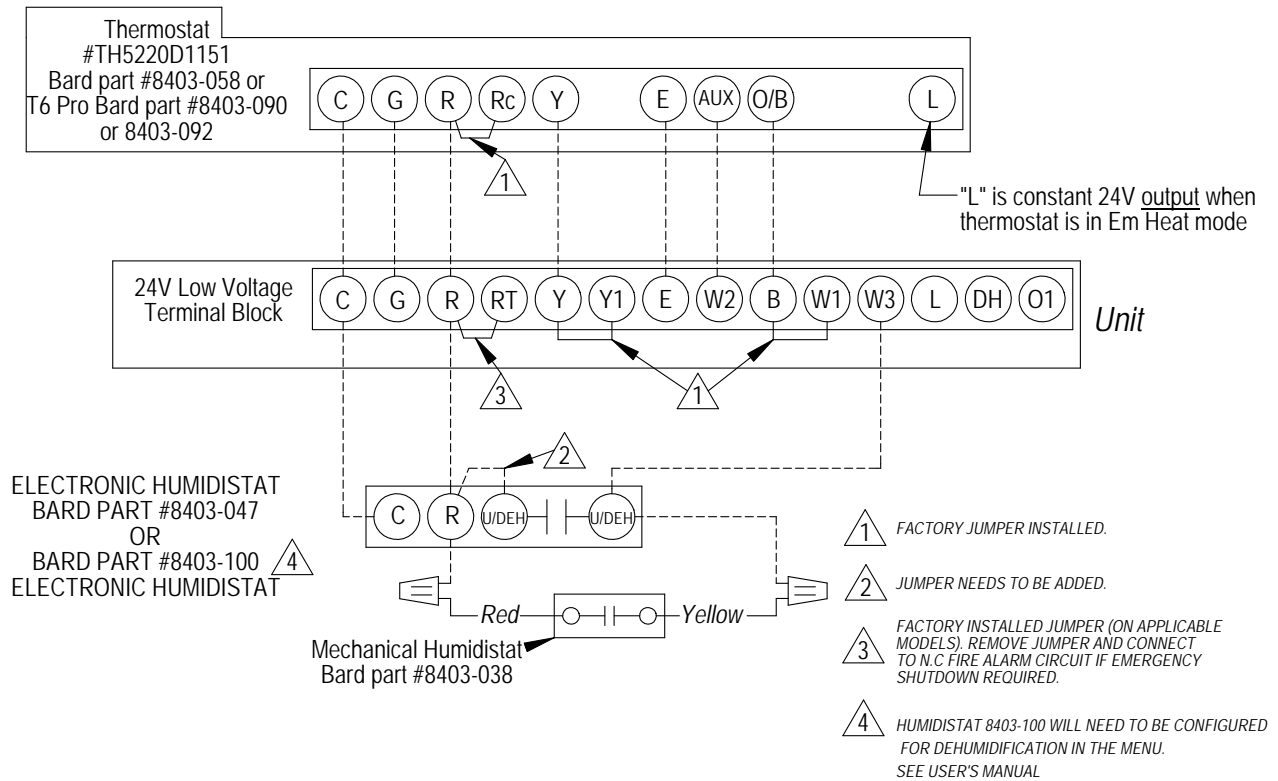 Thermostat
#TH5220D1151
Bard part #8403-058 or
T6 Pro Bard part #8403-090
or 8403-092
C G R Rc Y E AUX O/B L
1
"L" is constant 24V output when
thermostat is in Em Heat mode
24V Low Voltage
Terminal Block
C G R RT Y Y1 E W2 B W1 W3 L DH O1
Unit
3
1
2
ELECTRONIC HUMIDISTAT
BARD PART #8403-047
OR
BARD PART #8403-100
ELECTRONIC HUMIDISTAT
4
C R U/DEH U/DEH
Red
Yellow
Mechanical Humidistat
Bard part #8403-038
1 FACTORY JUMPER INSTALLED.
2 JUMPER NEEDS TO BE ADDED.
3 FACTORY INSTALLED JUMPER (ON APPLICABLE
MODELS). REMOVE JUMPER AND CONNECT
TO N.C FIRE ALARM CIRCUIT IF EMERGENCY
SHUTDOWN REQUIRED.
4 HUMIDISTAT 8403-100 WILL NEED TO BE CONFIGURED
FOR DEHUMIDIFICATION IN THE MENU.
SEE USER'S MANUAL